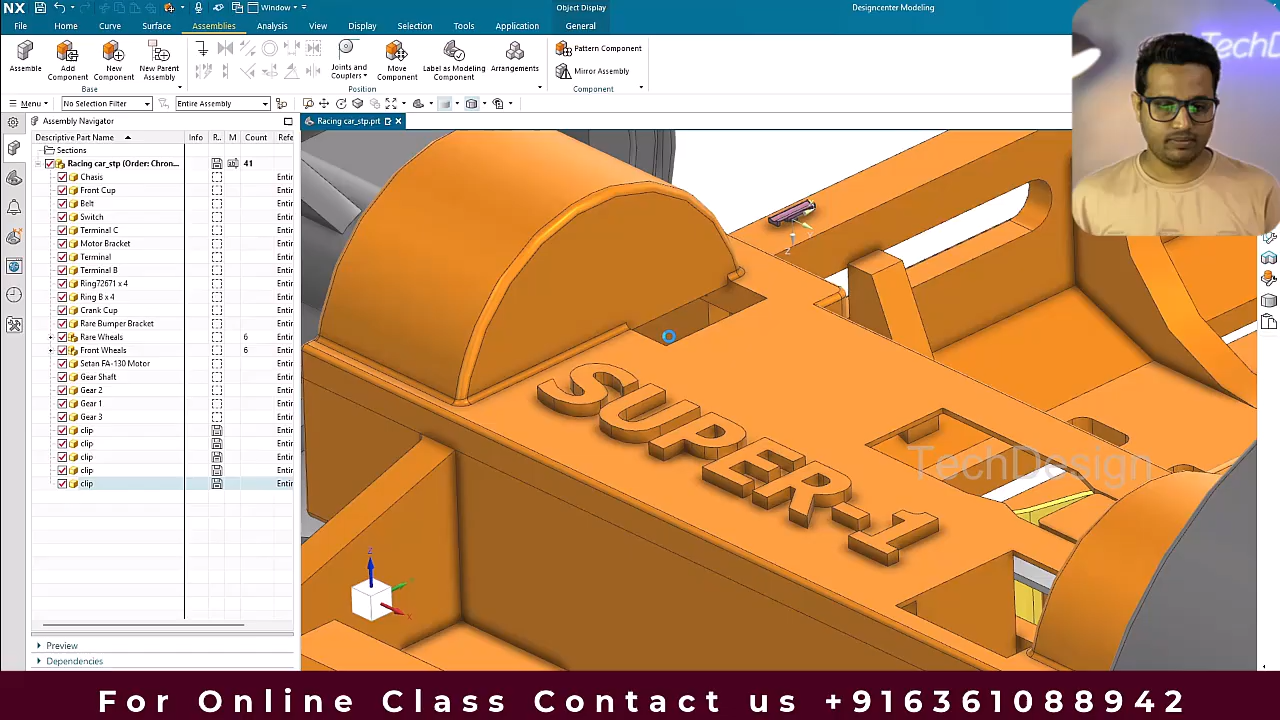 NX
Window
Object Display
Designcenter Modeling
File
Home
Curve
Surface
Assemblies
Analysis
View
Display
Selection
Tools
Application
General
TechD
Assemble
Add Component
New Component
New Parent Assembly
Joints and Couplers
Move Component
Label as Modeling Component
Arrangements
Pattern Component
Mirror Assembly
Base
Position
Component
Menu
No Selection Filter
Entire Assembly
Assembly Navigator
Racing car_stp.prt
Descriptive Part Name
Info
R..
M
Count
Refe
Sections
Racing car_stp (Order: Chron...
41
Chasis
Entir
Front Cup
Entir
Belt
Entir
Switch
Entir
Terminal C
Entir
Motor Bracket
Entir
Terminal
Entir
Terminal B
Entir
Ring72671 x 4
Entir
Ring B x 4
Entir
Crank Cup
Entir
Rare Bumper Bracket
Entir
Rare Wheals
6
Entir
Front Wheals
6
Entir
Setan FA-130 Motor
Entir
Gear Shaft
Entir
Gear 2
Entir
Gear 1
Entir
Gear 3
Entir
clip
Entir
clip
Entir
clip
Entir
clip
Entir
clip
Entir
SUPER-1
TechDesign
Z
Z
X
Preview
Dependencies
For Online Class Contact us +916361088942